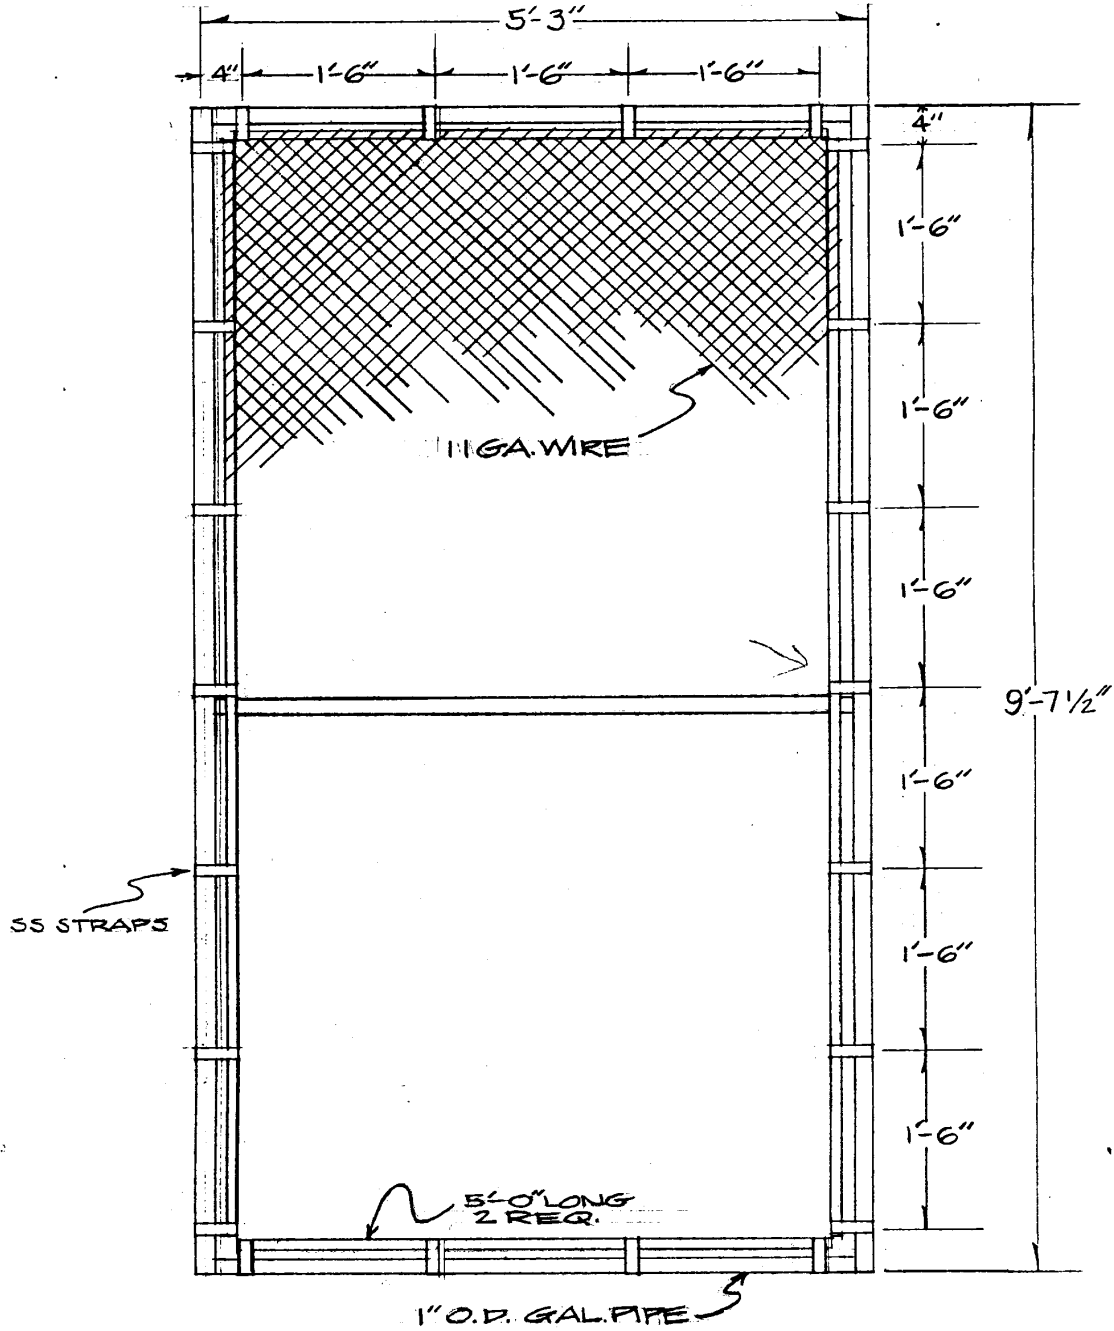 5'-3"
4" 1'-6" 1'-6" 1'-6"
4"
1'-6"
1'-6"
11 GA. WIRE
1'-6"
9'-7 1/2"
1'-6"
SS STRAPS
1'-6"
1'-6"
5'-0" LONG
2 REQ.
1" O.D. GAL. PIPE